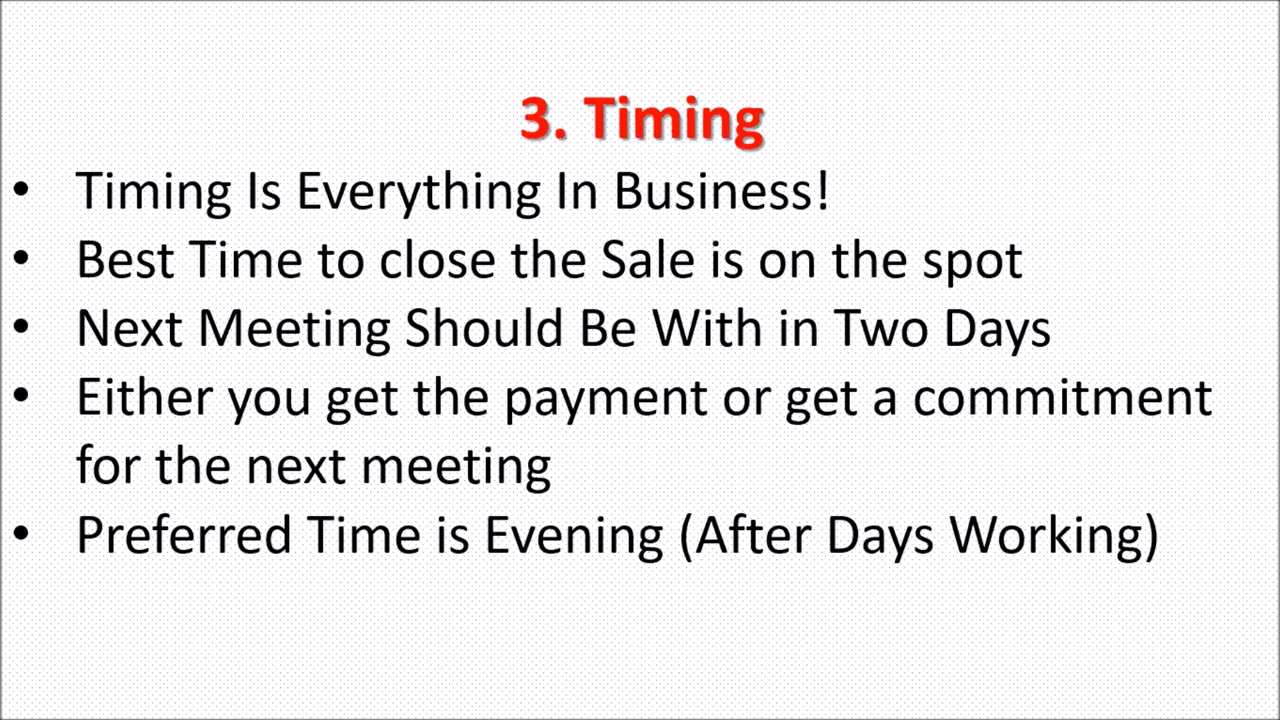 3. Timing
• Timing Is Everything In Business!
• Best Time to close the Sale is on the spot
• Next Meeting Should Be With in Two Days
• Either you get the payment or get a commitment
for the next meeting
• Preferred Time is Evening (After Days Working)